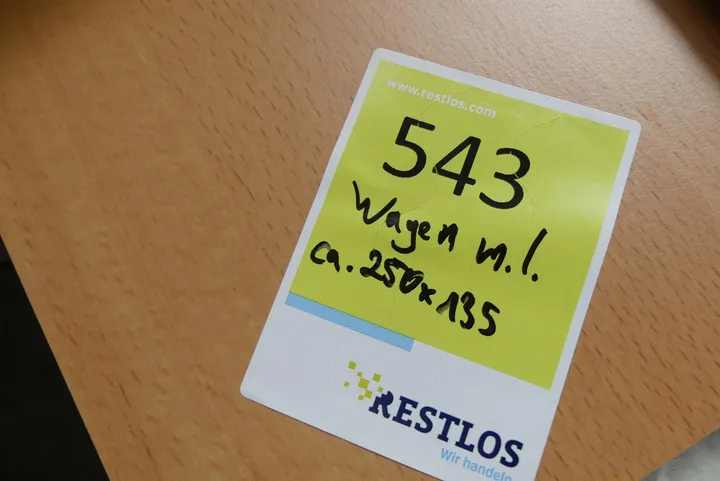 www.restlos.com
543
Wagen m.l.
ca. 250x135
RESTLOS
Wir handeln